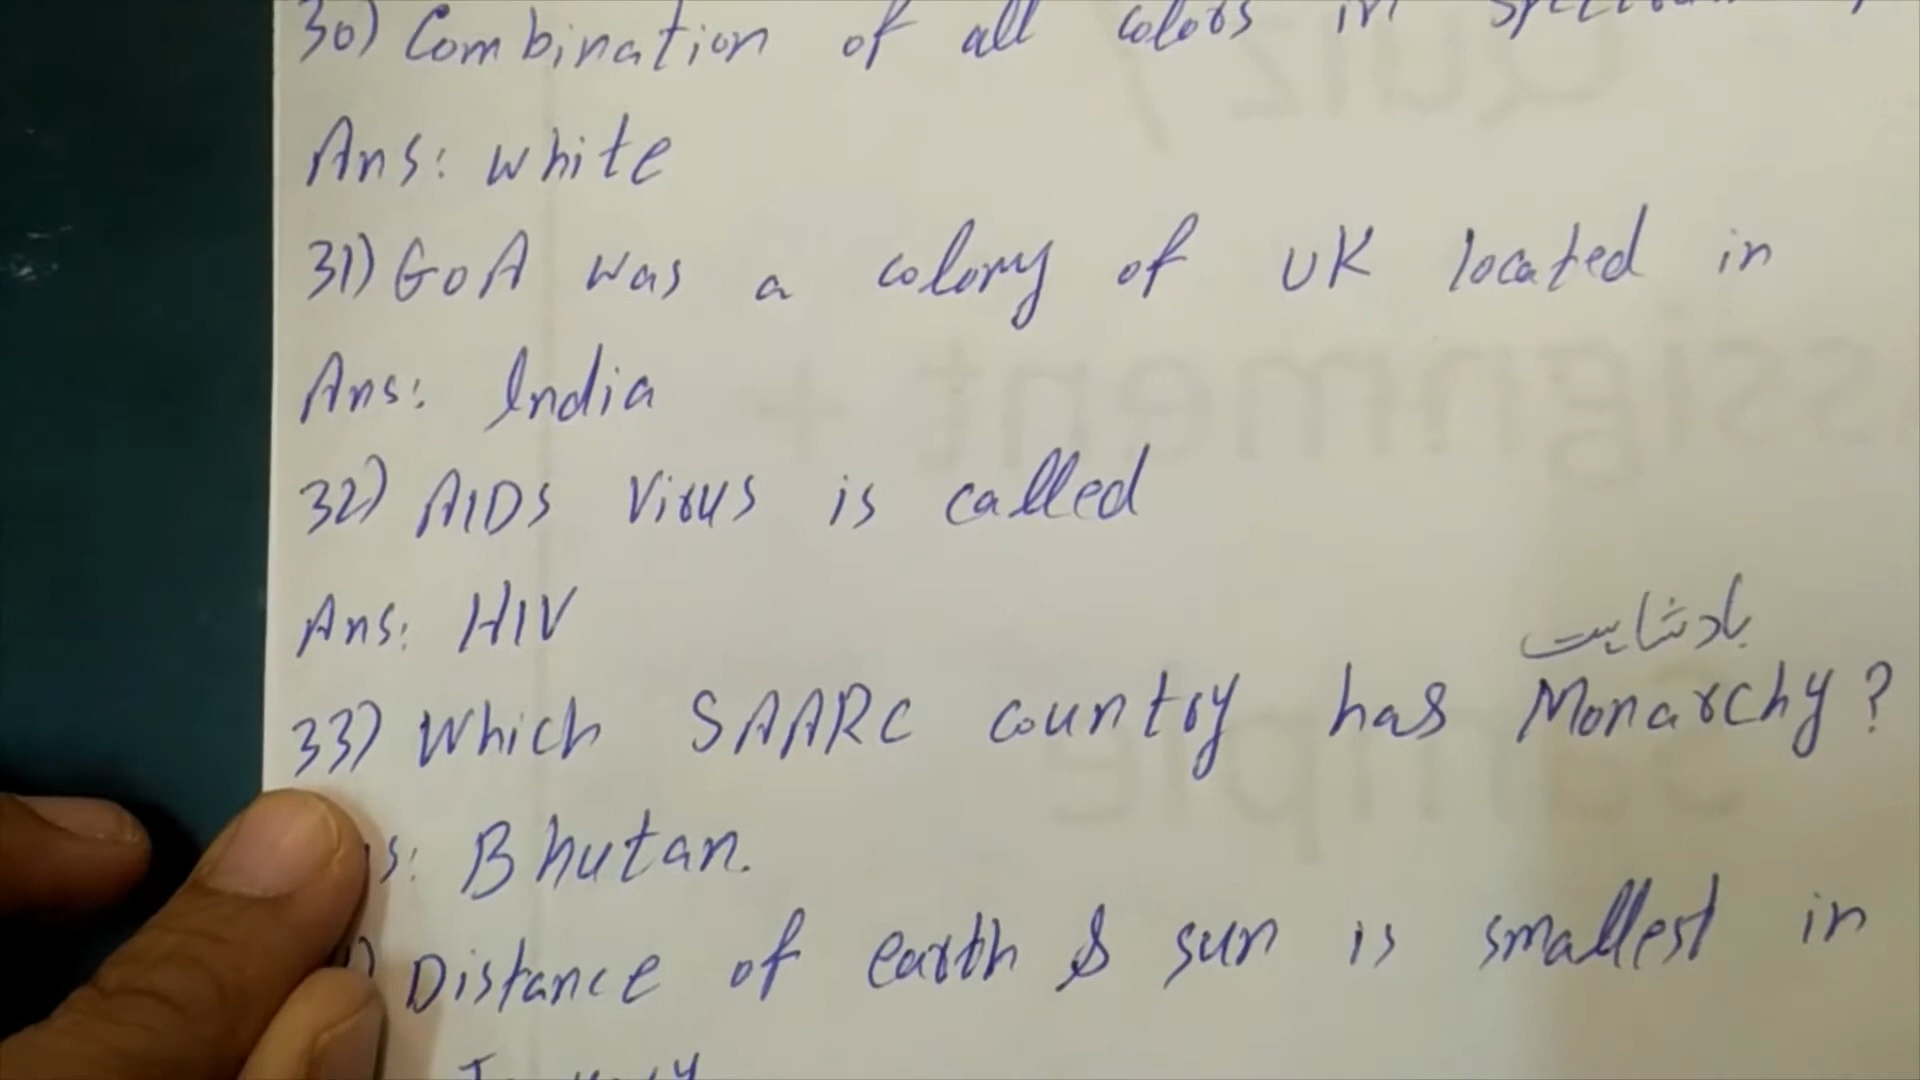 30) Combination of all colors in
Ans: white
31) GOA was a colony of UK located in
Ans: India
32) AIDS Virus is called
Ans: HIV
بادشاہت
33) Which SAARC country has Monarchy?
s: Bhutan.
) Distance of earth & sun is smallest in